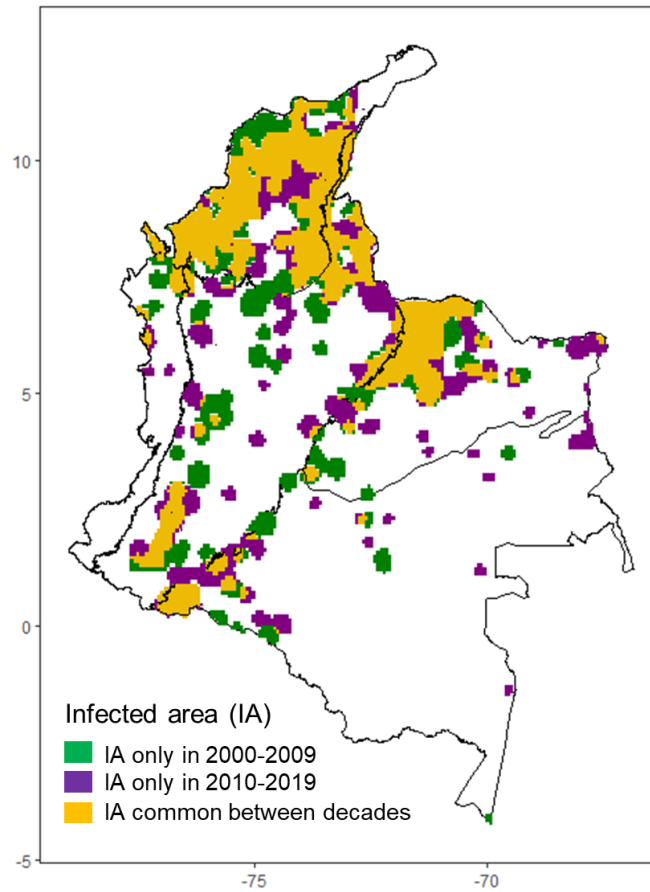 10
5
0
Infected area (IA)
IA only in 2000-2009
IA only in 2010-2019
IA common between decades
-5
-75
-70